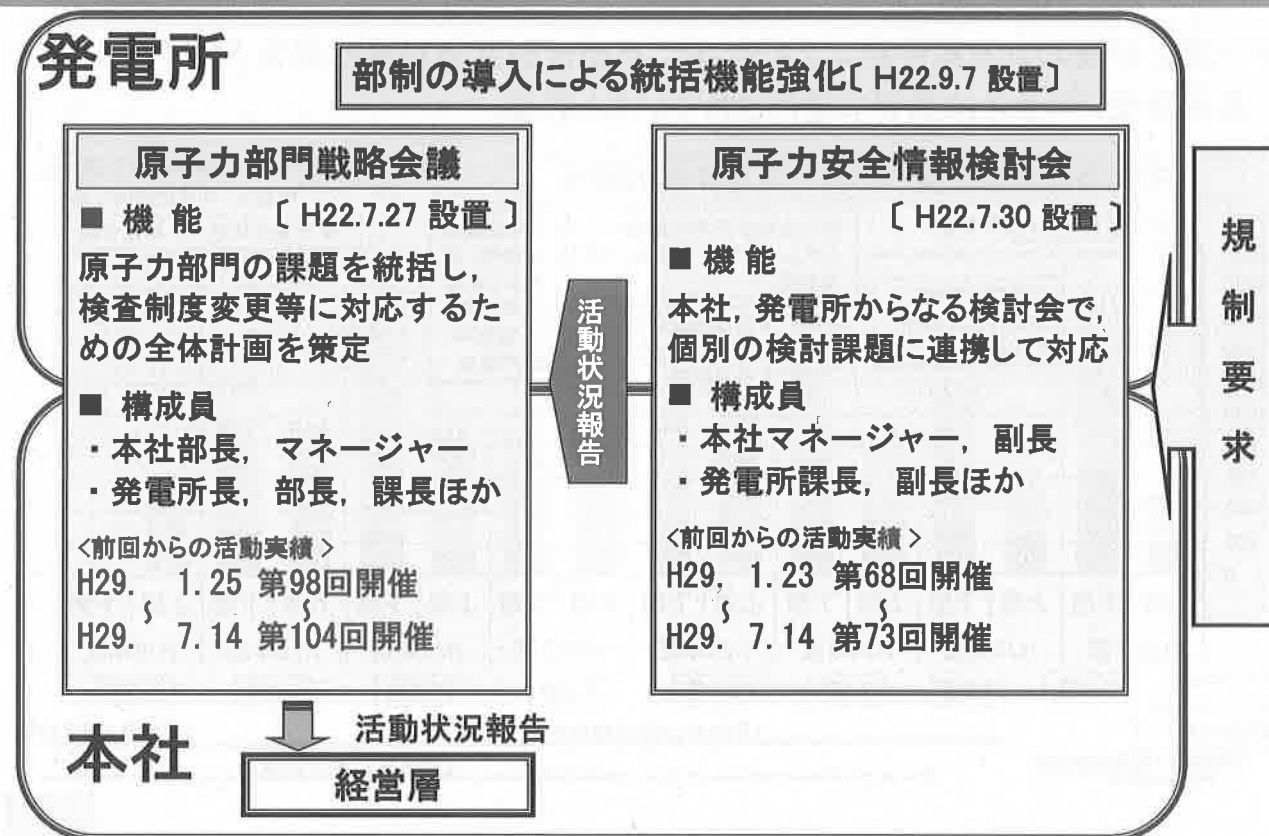 発電所
部制の導入による統括機能強化〔 H22.9.7 設置〕
原子力部門戦略会議
■ 機 能 〔 H22.7.27 設置 〕
原子力部門の課題を統括し，
検査制度変更等に対応するた
めの全体計画を策定
■ 構成員
・本社部長， マネージャー
・発電所長， 部長， 課長ほか
<前回からの活動実績>
H29. 1.25 第98回開催
～ ～
H29. 7.14 第104回開催
活動状況報告
原子力安全情報検討会
〔 H22.7.30 設置 〕
■ 機 能
本社，発電所からなる検討会で，
個別の検討課題に連携して対応
■ 構成員
・本社マネージャー， 副長
・発電所課長， 副長ほか
<前回からの活動実績>
H29. 1.23 第68回開催
～ ～
H29. 7.14 第73回開催
規制要求
本社
活動状況報告
経営層